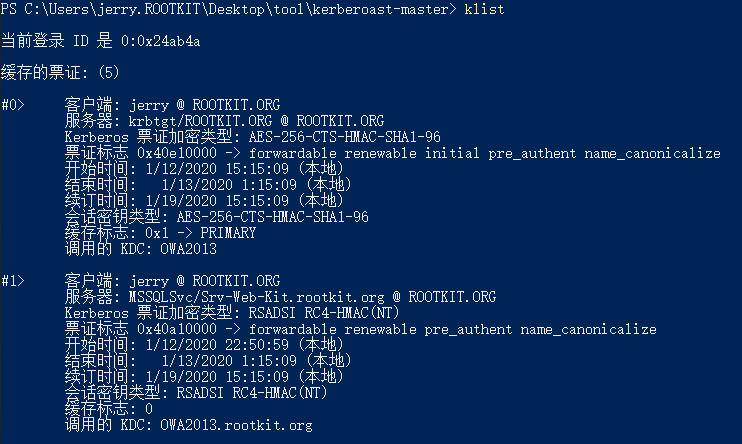 PS C:\Users\jerry.ROOTKIT\Desktop\tool\kerberoast-master> klist
当前登录 ID 是 0:0x24ab4a
缓存的票证: (5)
#0>     客户端: jerry @ ROOTKIT.ORG
        服务器: krbtgt/ROOTKIT.ORG @ ROOTKIT.ORG
        Kerberos 票证加密类型: AES-256-CTS-HMAC-SHA1-96
        票证标志 0x40e10000 -> forwardable renewable initial pre_authent name_canonicalize
        开始时间: 1/12/2020 15:15:09 (本地)
        结束时间:   1/13/2020 1:15:09 (本地)
        续订时间: 1/19/2020 15:15:09 (本地)
        会话密钥类型: AES-256-CTS-HMAC-SHA1-96
        缓存标志: 0x1 -> PRIMARY
        调用的 KDC: OWA2013
#1>     客户端: jerry @ ROOTKIT.ORG
        服务器: MSSQLSvc/Srv-Web-Kit.rootkit.org @ ROOTKIT.ORG
        Kerberos 票证加密类型: RSADSI RC4-HMAC(NT)
        票证标志 0x40a10000 -> forwardable renewable pre_authent name_canonicalize
        开始时间: 1/12/2020 22:50:59 (本地)
        结束时间:   1/13/2020 1:15:09 (本地)
        续订时间: 1/19/2020 15:15:09 (本地)
        会话密钥类型: RSADSI RC4-HMAC(NT)
        缓存标志: 0
        调用的 KDC: OWA2013.rootkit.org